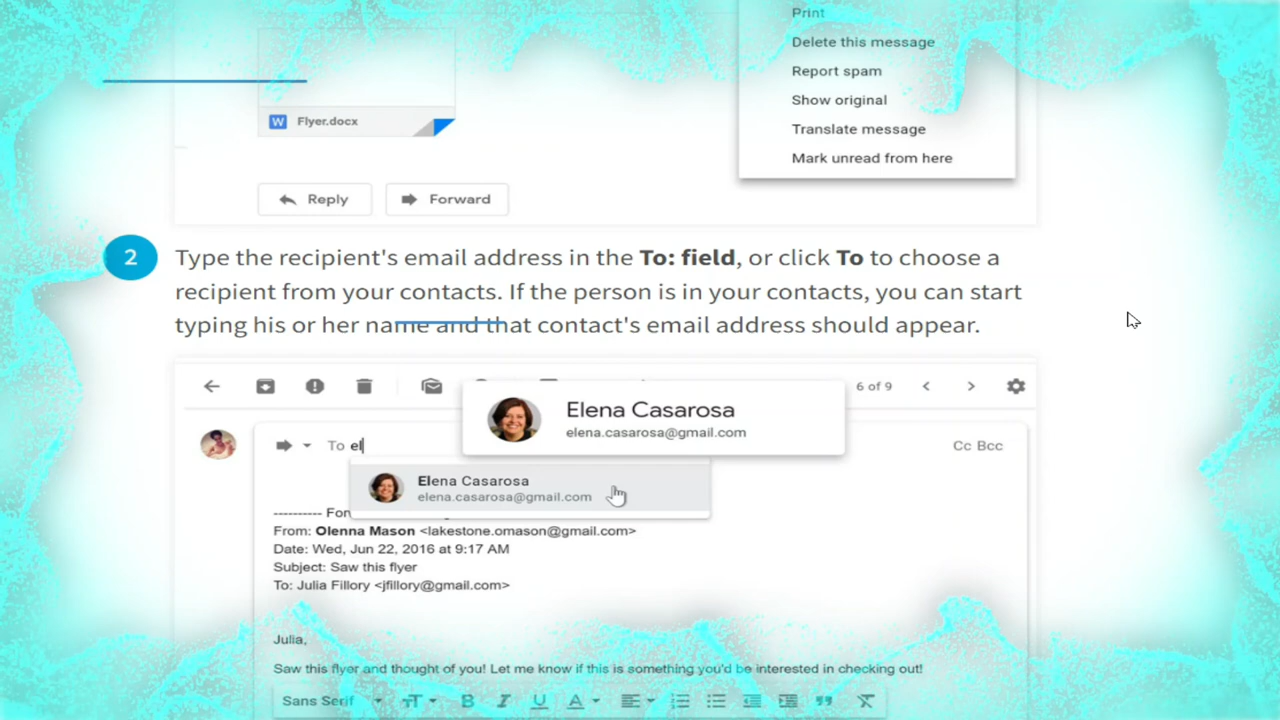 Print
Delete this message
Report spam
Show original
Translate message
Mark unread from here
W Flyer.docx
Reply Forward
2
Type the recipient's email address in the To: field, or click To to choose a
recipient from your contacts. If the person is in your contacts, you can start
typing his or her name and that contact's email address should appear.
6 of 9
Elena Casarosa
elena.casarosa@gmail.com
To el
Cc Bcc
Elena Casarosa
elena.casarosa@gmail.com
---------- For
From: Olenna Mason <lakestone.omason@gmail.com>
Date: Wed, Jun 22, 2016 at 9:17 AM
Subject: Saw this flyer
To: Julia Fillory <jfillory@gmail.com>
Julia,
Saw this flyer and thought of you! Let me know if this is something you'd be interested in checking out!
Sans Serif